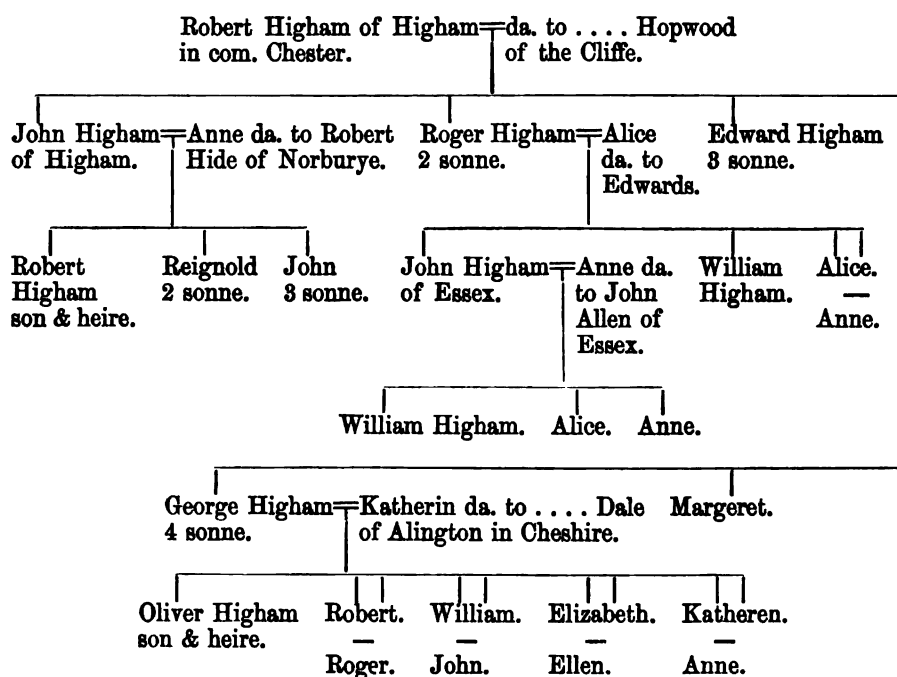 Robert Higham of Higham=da. to .... Hopwood
in com. Chester. of the Cliffe.
John Higham=Anne da. to Robert Roger Higham=Alice Edward Higham
of Higham. Hide of Norburye. 2 sonne. da. to 3 sonne.
Edwards.
Robert Reignold John John Higham=Anne da. William Alice.
Higham 2 sonne. 3 sonne. of Essex. to John Higham. —
son & heire. Allen of Anne.
Essex.
William Higham. Alice. Anne.
George Higham=Katherin da. to .... Dale Margeret.
4 sonne. of Alington in Cheshire.
Oliver Higham Robert. William. Elizabeth. Katheren.
son & heire. — — — —
Roger. John. Ellen. Anne.